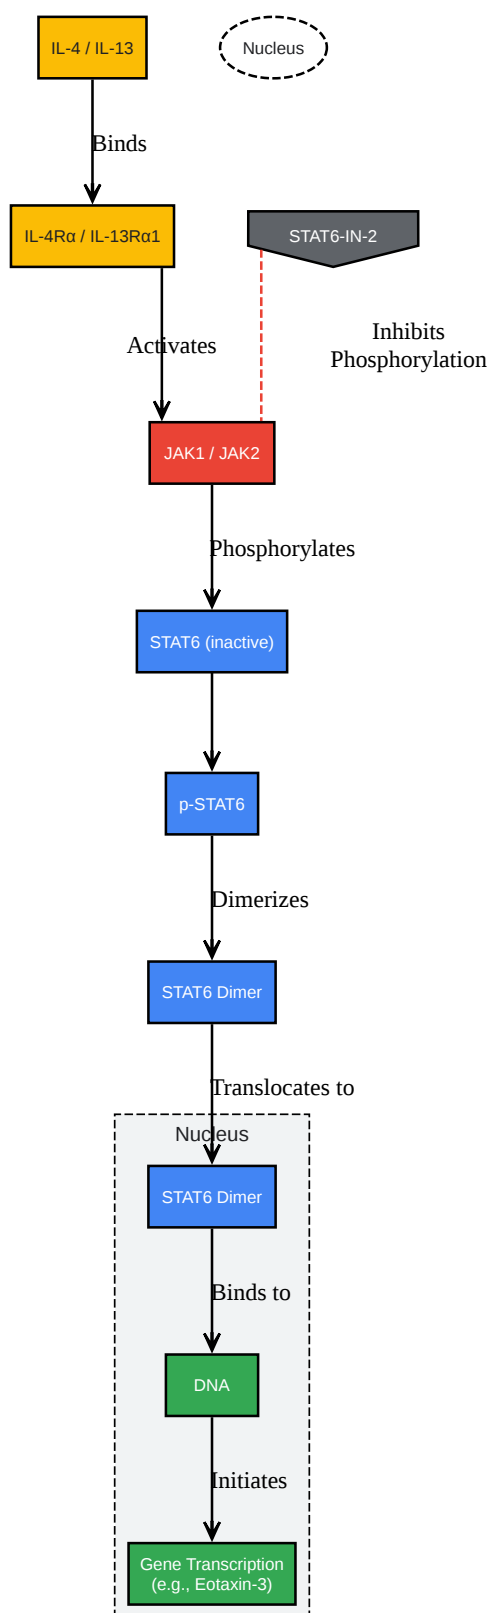 IL-4 / IL-13
Nucleus
Binds
IL-4Rα / IL-13Rα1
STAT6-IN-2
Activates
Inhibits
Phosphorylation
JAK1 / JAK2
Phosphorylates
STAT6 (inactive)
p-STAT6
Dimerizes
STAT6 Dimer
Translocates to
Nucleus
STAT6 Dimer
Binds to
DNA
Initiates
Gene Transcription
(e.g., Eotaxin-3)